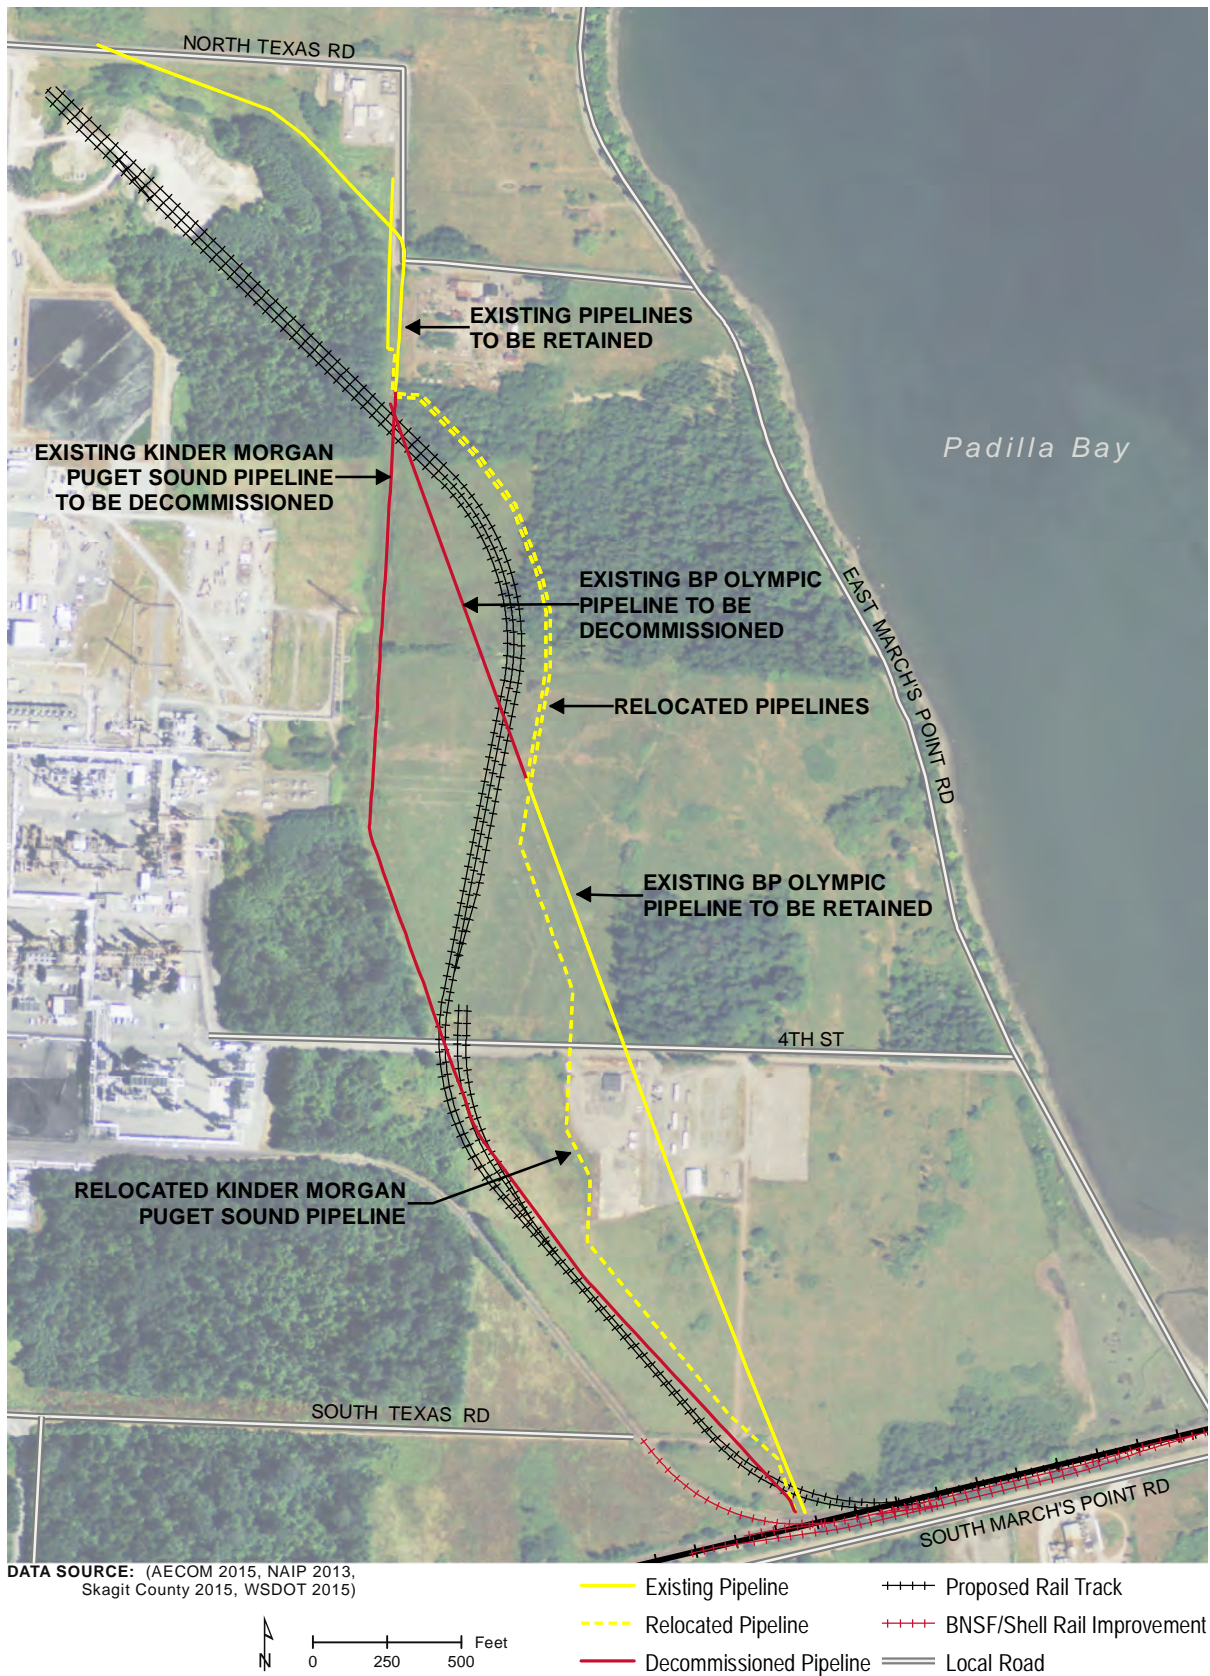 NORTH TEXAS RD
EXISTING PIPELINES
TO BE RETAINED
EXISTING KINDER MORGAN
PUGET SOUND PIPELINE
TO BE DECOMMISSIONED
Padilla Bay
EXISTING BP OLYMPIC
PIPELINE TO BE
DECOMMISSIONED
EAST MARCH'S POINT RD
RELOCATED PIPELINES
EXISTING BP OLYMPIC
PIPELINE TO BE RETAINED
4TH ST
RELOCATED KINDER MORGAN
PUGET SOUND PIPELINE
SOUTH TEXAS RD
SOUTH MARCH'S POINT RD
DATA SOURCE: (AECOM 2015, NAIP 2013,
Skagit County 2015, WSDOT 2015)
N
0 250 500 Feet
Existing Pipeline
Relocated Pipeline
Decommissioned Pipeline
Proposed Rail Track
BNSF/Shell Rail Improvement
Local Road